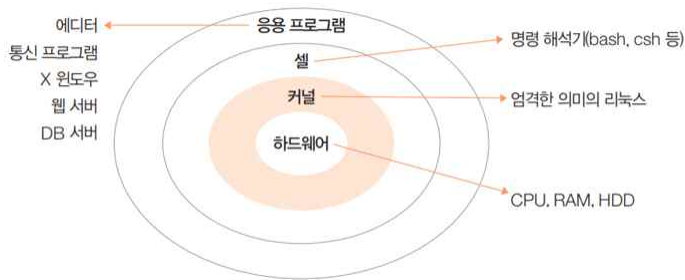 에디터
통신 프로그램
X 윈도우
웹 서버
DB 서버
응용 프로그램
셸
커널
하드웨어
명령 해석기(bash, csh 등)
엄격한 의미의 리눅스
CPU, RAM, HDD